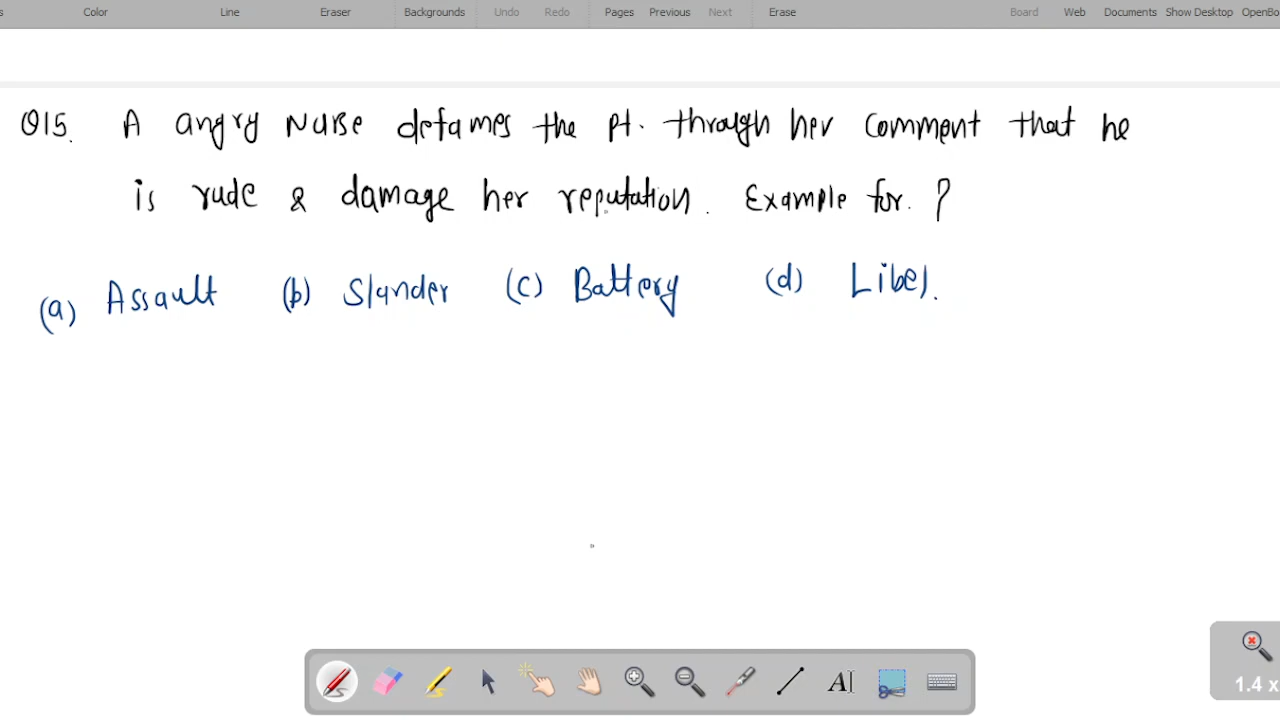 Color Line Eraser Backgrounds Undo Redo Pages Previous Next Erase Board Web Documents Show Desktop OpenBo
Q15. A angry Nurse defames the pt. through her comment that he
is rude & damage her reputation. Example for. ?
(a) Assault (b) Slander (c) Battery (d) Libel.
1.4 x